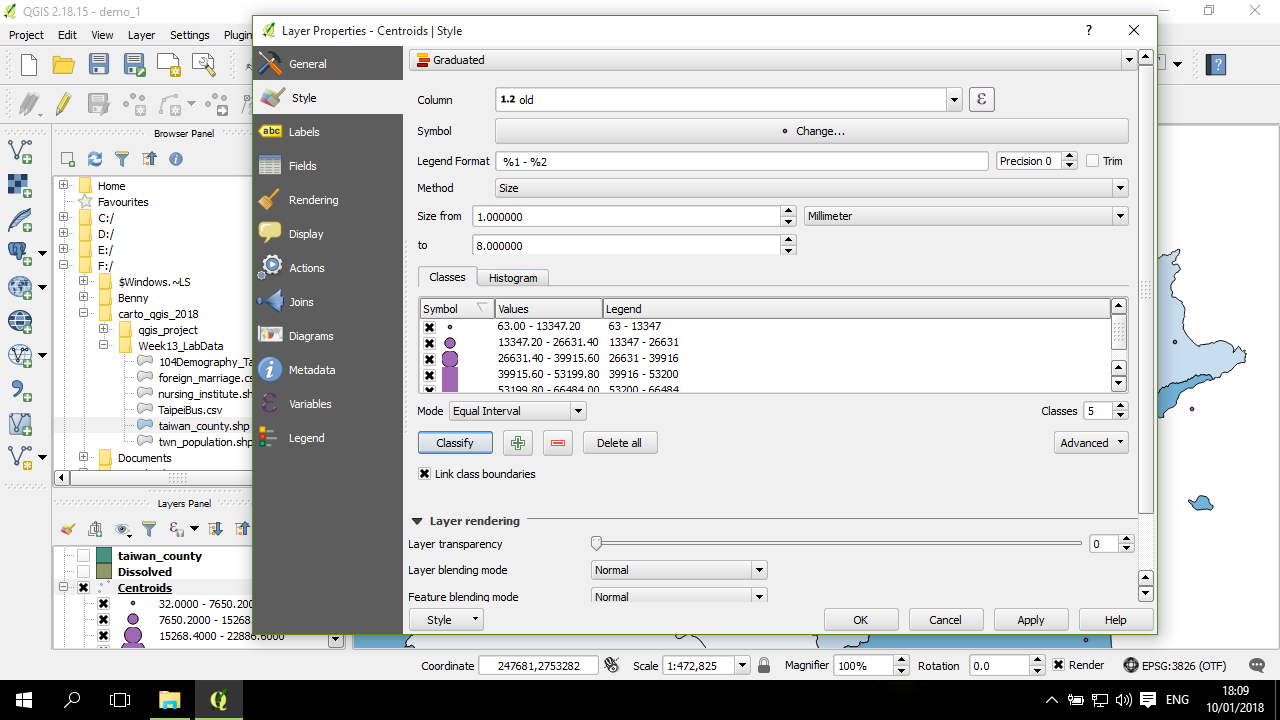 QGIS 2.18.15 - demo_1
Project Edit View Layer Settings Plugin
Browser Panel
Home
Favourites
C:/
D:/
E:/
F:/
$Windows.~LS
Benny
carto_qgis_2018
qgis_project
Week13_LabData
104Demography_Ta
foreign_marriage.cs
nursing_institute.sh
TaipeiBus.csv
taiwan_county.shp
twn_population.shp
Documents
Layers Panel
taiwan_county
Dissolved
Centroids
32.0000 - 7650.200
7650.2000 - 15268.
15268.4000 - 22886.6000
Layer Properties - Centroids | Style
?
General
Style
abc Labels
Fields
Rendering
Display
Actions
Joins
Diagrams
Metadata
Variables
Legend
Graduated
Column 1.2 old ε
Symbol Change...
Legend Format %1 - %2 Precision 0 Trim
Method Size
Size from 1.000000 Millimeter
to 8.000000
Classes Histogram
Symbol Values Legend
63.00 - 13347.20 63 - 13347
13347.20 - 26631.40 13347 - 26631
26631.40 - 39915.60 26631 - 39916
39915.60 - 53199.80 39916 - 53200
53199.80 - 66484.00 53200 - 66484
Mode Equal Interval Classes 5
Classify Delete all Advanced
Link class boundaries
Layer rendering
Layer transparency 0
Layer blending mode Normal
Feature blending mode Normal
Style OK Cancel Apply Help
Coordinate 247681,2753282 Scale 1:472,825 Magnifier 100% Rotation 0.0 Render EPSG:3826 (OTF)
ENG
18:09
10/01/2018